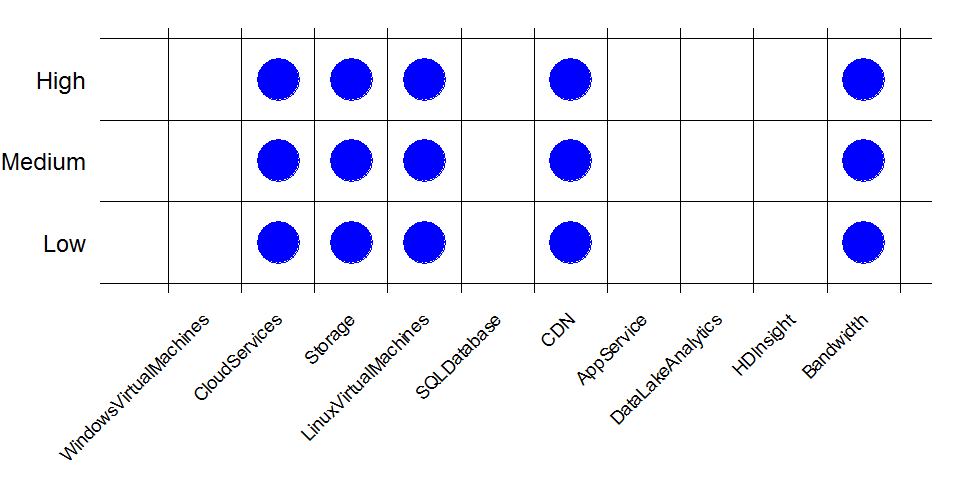 High
Medium
Low
WindowsVirtualMachines
CloudServices
Storage
LinuxVirtualMachines
SQLDatabase
CDN
AppService
DataLakeAnalytics
HDInsight
Bandwidth